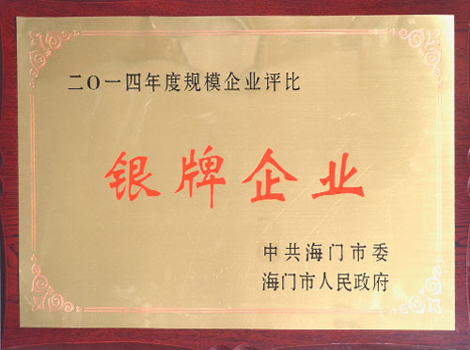 二〇一四年度规模企业评比
银牌企业
中共海门市委
海门市人民政府